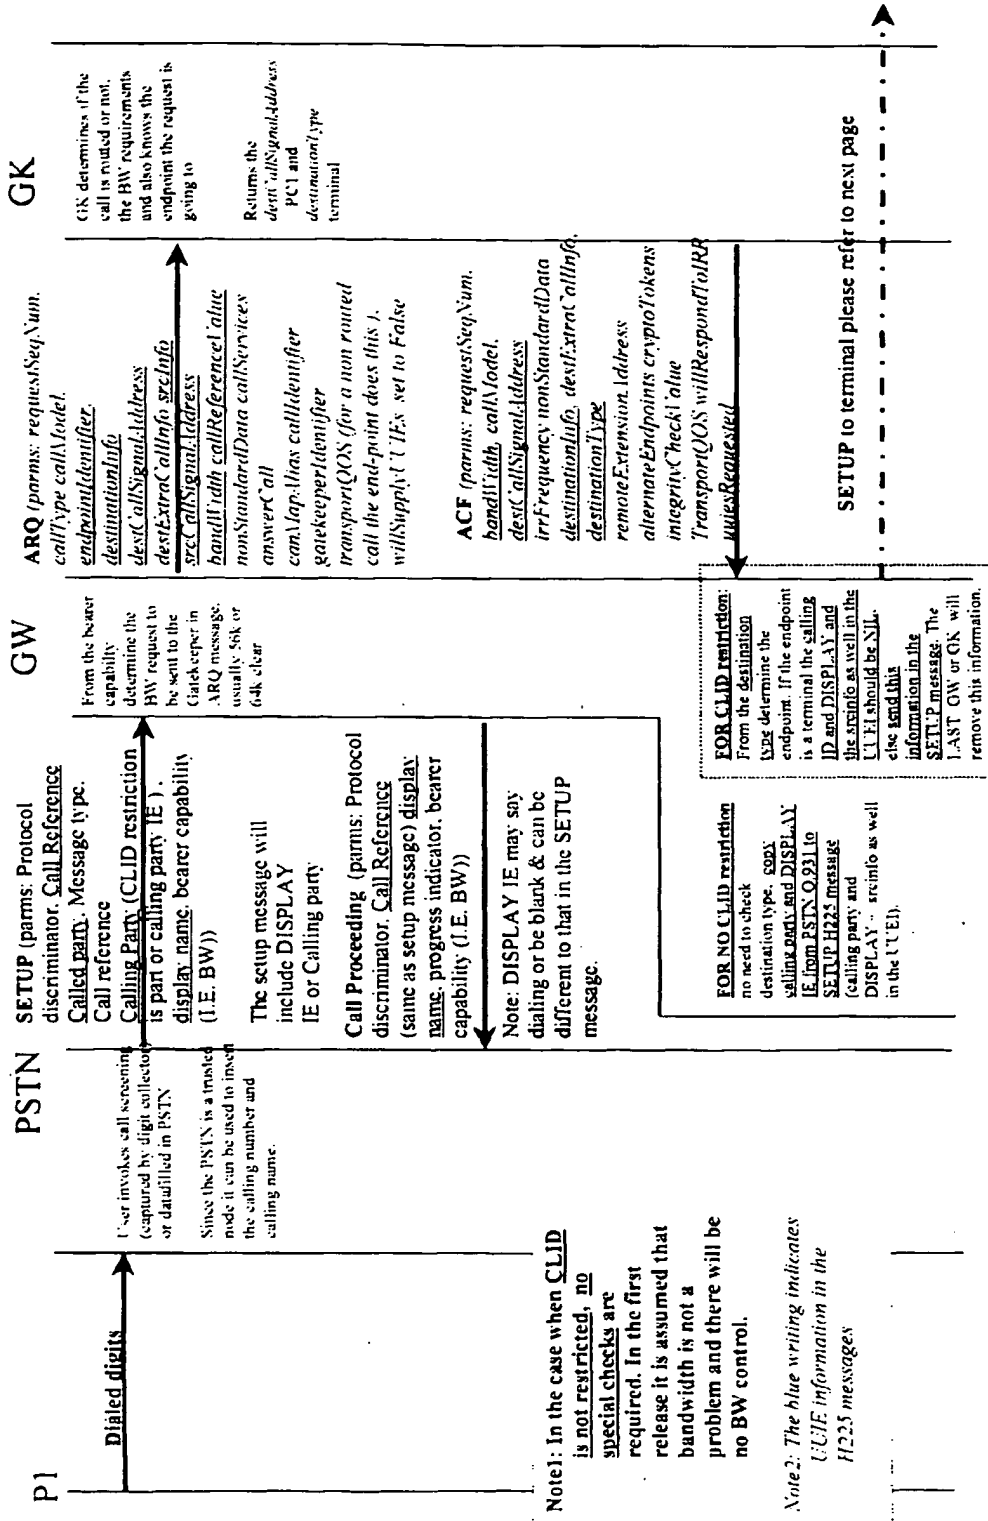 P1
PSTN
GW
GK
Dialed digits
User invokes call screening
(captured by digit collector
or datafilled in PSTN
Since the PSTN is a trusted
node it can be used to insert
the calling number and
calling name.
SETUP (parms: Protocol
discriminator, Call Reference
Called party, Message type,
Call reference
Calling Party (CLID restriction
is part or calling party IE ),
display name, bearer capability
(I.E. BW))
The setup message will
include DISPLAY
IE or Calling party
Call Proceeding (parms: Protocol
discriminator, Call Reference
(same as setup message) display
name, progress indicator, bearer
capability (I.E. BW))
Note: DISPLAY IE may say
dialing or be blank & can be
different to that in the SETUP
message.
From the bearer
capability
determine the
BW request to
be sent to the
Gatekeeper in
ARQ message,
usually 56k or
64k clear
ARQ (parms: requestSeqNum,
callType callModel,
endpointIdentifier,
destinationInfo
destCallSignalAddress
destExtraCallInfo srcInfo
srcCallSignalAddress
bandWidth callReferenceValue
nonStandardData callServices
answerCall
canMapAlias callIdentifier
gatekeeperIdentifier
transportQOS (for a non routed
call the end-point does this ).
willSupplyUUIEs set to False
GK determines if the
call is routed or not,
the BW requirements
and also knows the
endpoint the request is
going to
Returns the
destCallSignalAddress
PC1 and
destinationType
terminal
ACF (parms: requestSeqNum,
bandWidth, callModel,
destCallSignalAddress
irrFrequency nonStandardData
destinationInfo, destExtraCallInfo,
destinationType
remoteExtensionAddress
alternateEndpoints cryptoTokens
integrityCheckValue
TransportQOS willRespondToIRR
uuiesRequested
FOR NO CLID restriction
no need to check
destination type, copy
calling party and DISPLAY
IE from PSTN Q.931 to
SETUP H225 message
(calling party and
DISPLAY + srcinfo as well
in the UUEI).
FOR CLID restriction:
From the destination
type determine the
endpoint. If the endpoint
is a terminal the calling
ID and DISPLAY and
the srcinfo as well in the
UUEI should be NIL,
else send this
information in the
SETUP message. The
LAST GW or GK will
remove this information.
SETUP to terminal please refer to next page
Note1: In the case when CLID
is not restricted, no
special checks are
required. In the first
release it is assumed that
bandwidth is not a
problem and there will be
no BW control.
Note2: The blue writing indicates
UUIE information in the
H225 messages